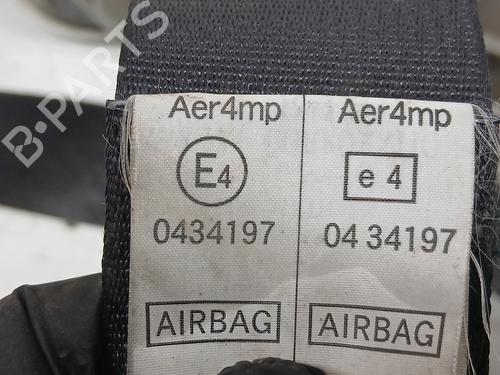 B-PARTS
Aer4mp Aer4mp
E4 e 4
0434197 04 34197
AIRBAG AIRBAG